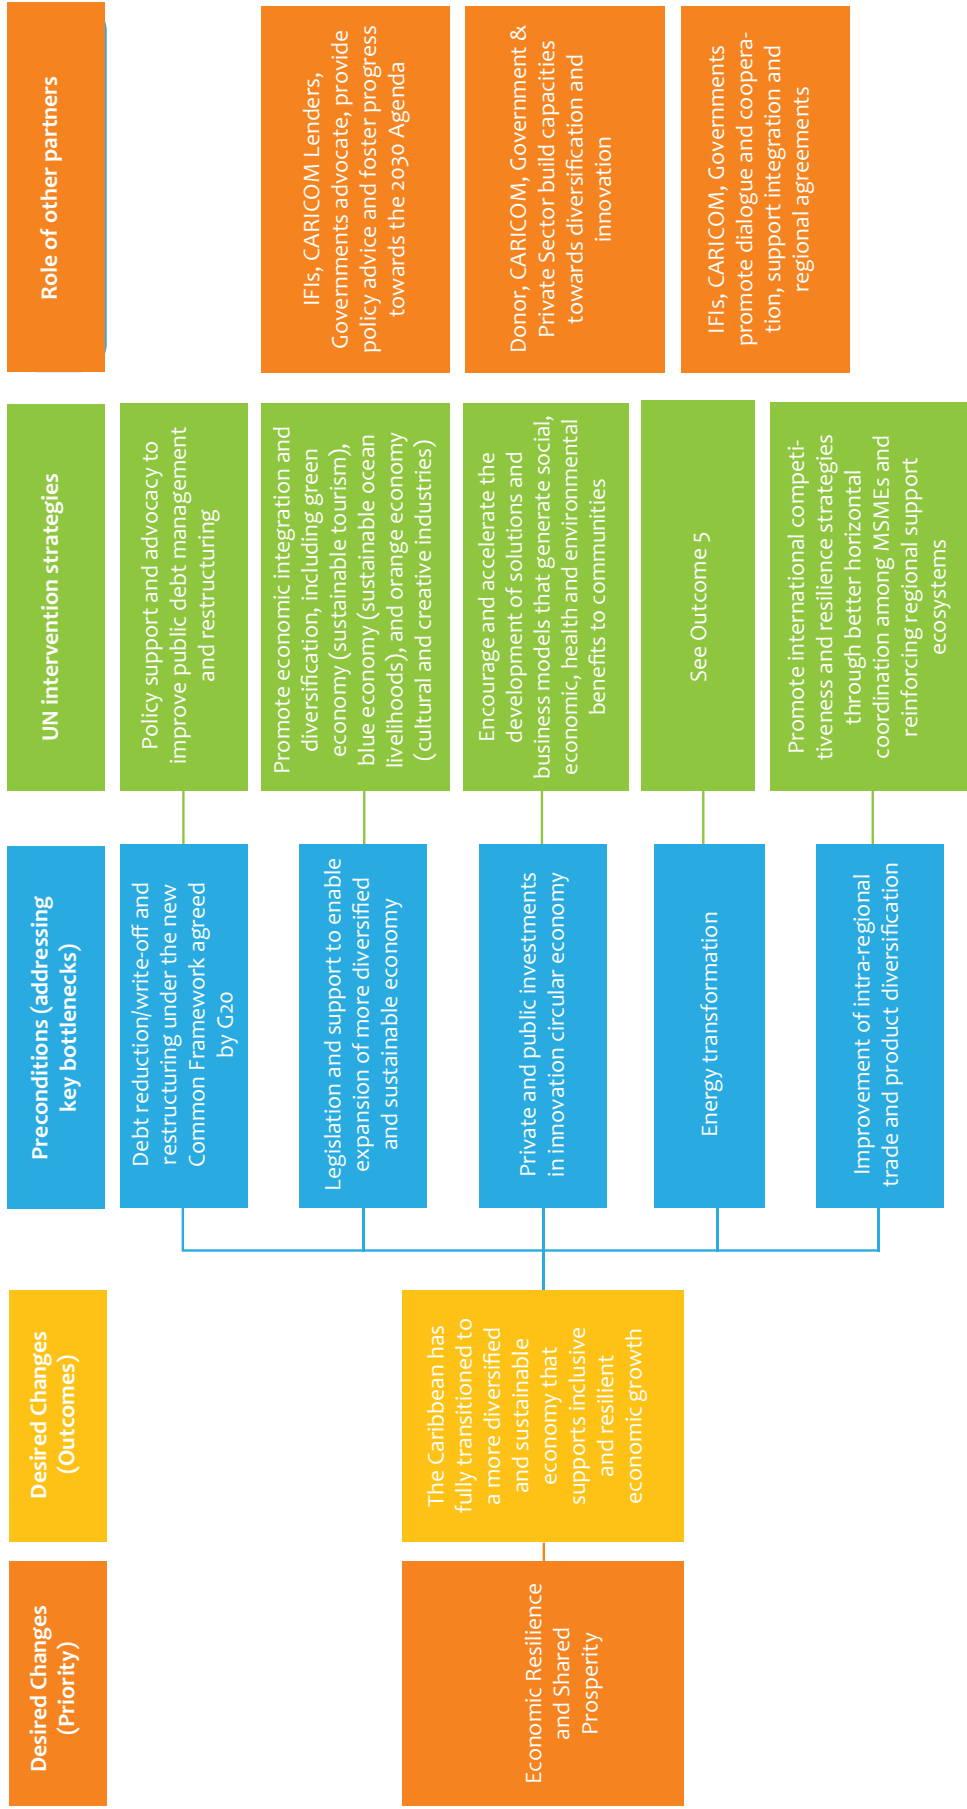 Desired Changes
(Priority)
Desired Changes
(Outcomes)
Preconditions (addressing
key bottlenecks)
UN intervention strategies
Role of other partners
Economic Resilience
and Shared
Prosperity
The Caribbean has
fully transitioned to
a more diversified
and sustainable
economy that
supports inclusive
and resilient
economic growth
Debt reduction/write-off and
restructuring under the new
Common Framework agreed
by G20
Policy support and advocacy to
improve public debt management
and restructuring
Legislation and support to enable
expansion of more diversified
and sustainable economy
Promote economic integration and
diversification, including green
economy (sustainable tourism),
blue economy (sustainable ocean
livelihoods), and orange economy
(cultural and creative industries)
IFIs, CARICOM Lenders,
Governments advocate, provide
policy advice and foster progress
towards the 2030 Agenda
Private and public investments
in innovation circular economy
Encourage and accelerate the
development of solutions and
business models that generate social,
economic, health and environmental
benefits to communities
Donor, CARICOM, Government &
Private Sector build capacities
towards diversification and
innovation
Energy transformation
See Outcome 5
IFIs, CARICOM, Governments
promote dialogue and coopera-
tion, support integration and
regional agreements
Improvement of intra-regional
trade and product diversification
Promote international competi-
tiveness and resilience strategies
through better horizontal
coordination among MSMEs and
reinforcing regional support
ecosystems